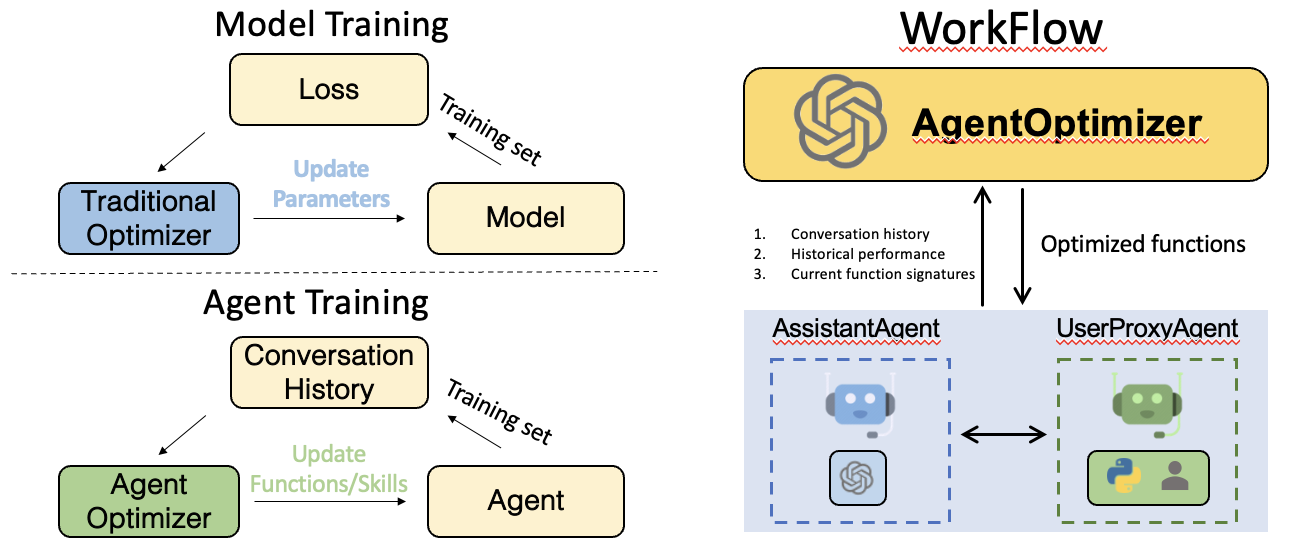 Model Training
Loss
Training set
Update
Parameters
Traditional
Optimizer
Model
Agent Training
Conversation
History
Training set
Update
Functions/Skills
Agent
Optimizer
Agent
WorkFlow
AgentOptimizer
1. Conversation history
2. Historical performance
3. Current function signatures
Optimized functions
AssistantAgent
UserProxyAgent